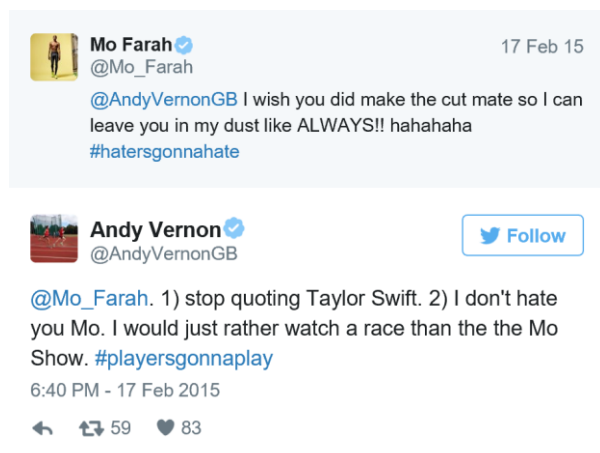 Mo Farah
17 Feb 15
@Mo_Farah
@AndyVernonGB I wish you did make the cut mate so I can
leave you in my dust like ALWAYS!! hahahaha
#hatersgonnahate
Andy Vernon
Follow
@AndyVernonGB
@Mo_Farah. 1) stop quoting Taylor Swift. 2) I don't hate
you Mo. I would just rather watch a race than the the Mo
Show. #playersgonnaplay
6:40 PM - 17 Feb 2015
59 83